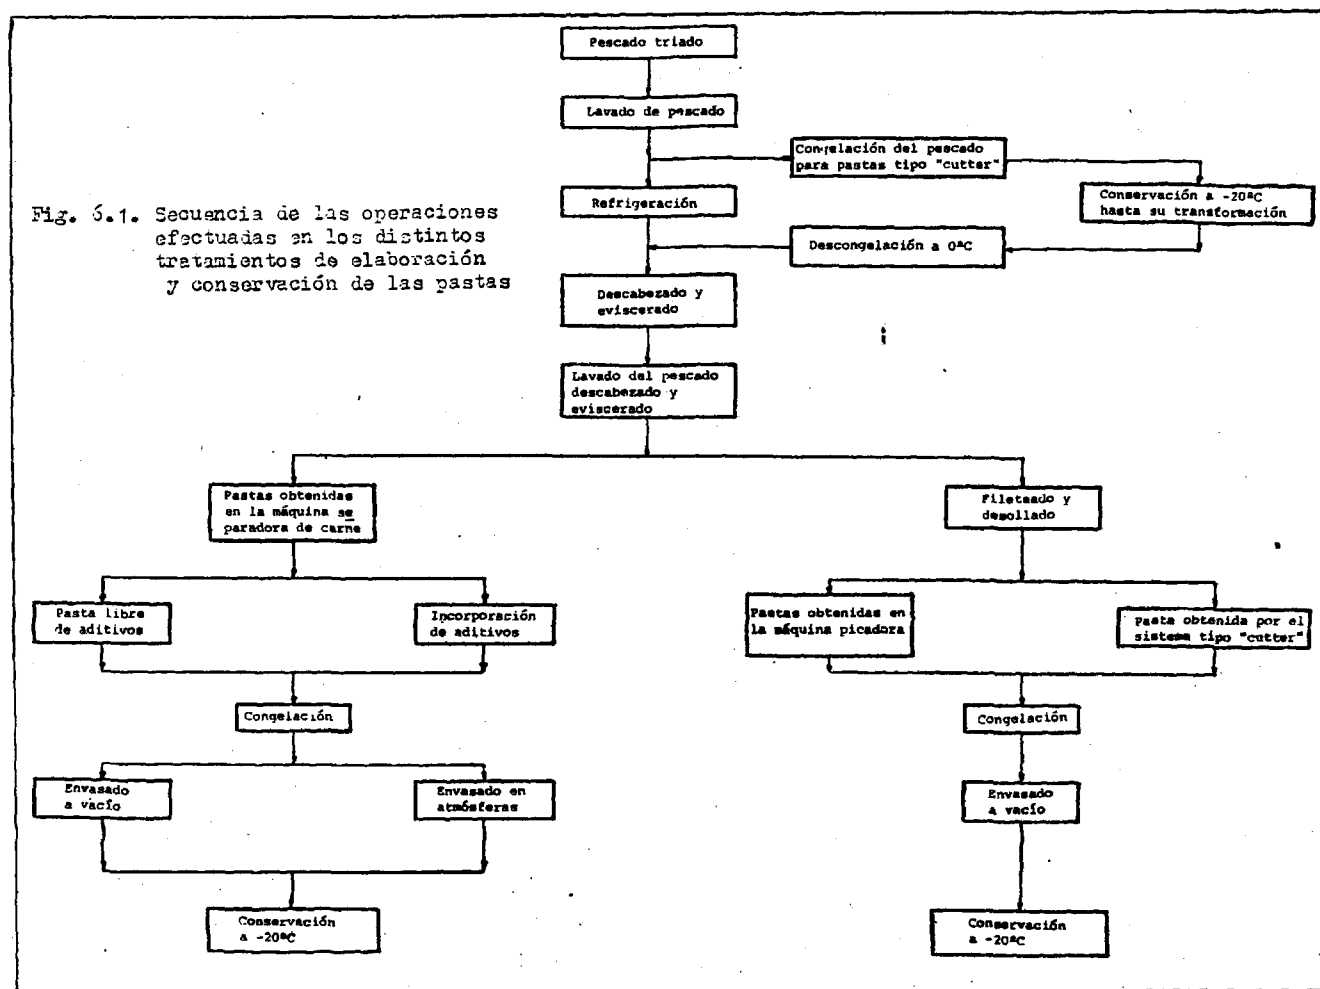 Pescado triado
Lavado de pescado
Congelación del pescado
para pastas tipo "cutter"
Conservación a -20ªC
hasta su transformación
Refrigeración
Descongelación a 0ªC
Fig. 6.1. Secuencia de las operaciones
efectuadas en los distintos
tratamientos de elaboración
y conservación de las pastas
Descabezado y
eviscerado
Lavado del pescado
descabezado y
eviscerado
Pastas obtenidas
en la máquina se
paradora de carne
Fileteado y
desollado
Pasta libre
de aditivos
Incorporación
de aditivos
Pastas obtenidas en
la máquina picadora
Pasta obtenida por el
sistema tipo "cutter"
Congelación
Congelación
Envasado
a vacío
Envasado en
atmósferas
Envasado
a vacío
Conservación
a -20ªC
Conservación
a -20ªC